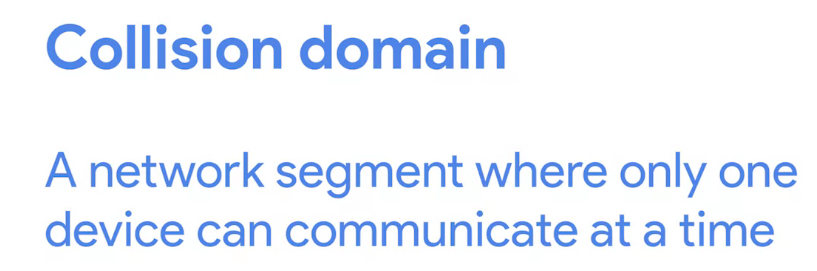 Collision domain
A network segment where only one
device can communicate at a time